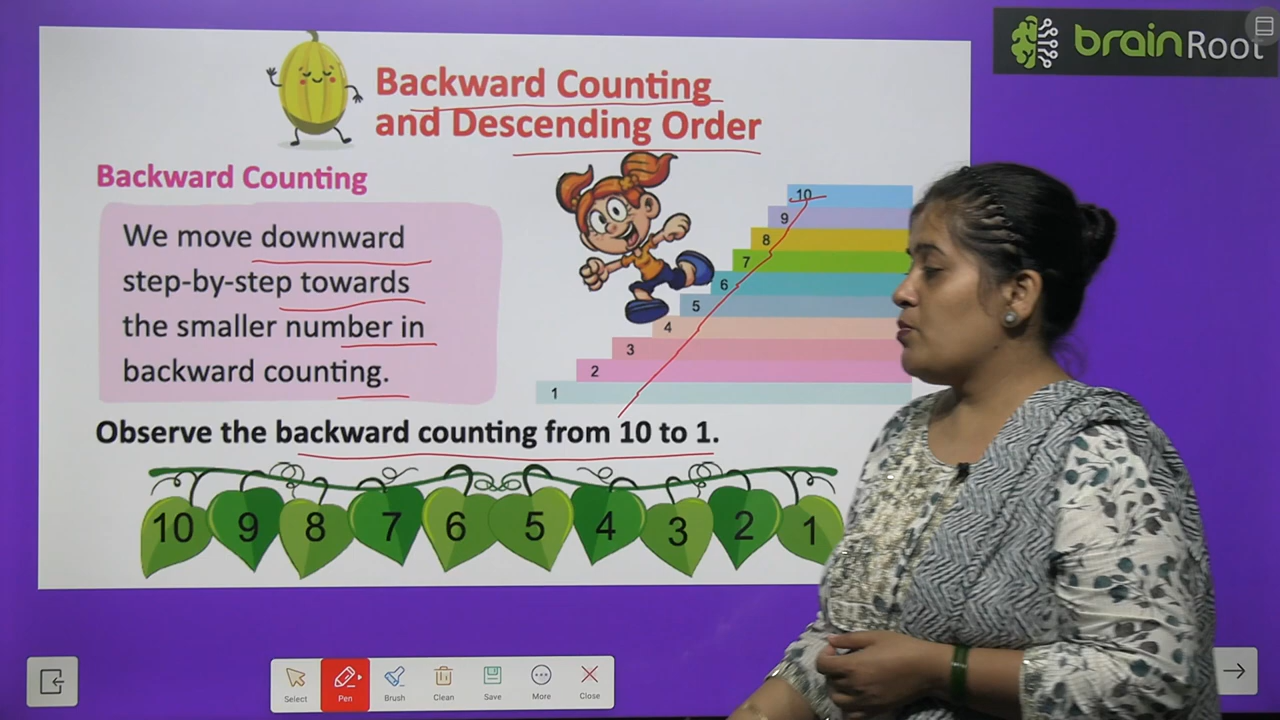 brainRoot
Backward Counting
and Descending Order
Backward Counting
We move downward
step-by-step towards
the smaller number in
backward counting.
10
9
8
7
6
5
4
3
2
1
Observe the backward counting from 10 to 1.
10 9 8 7 6 5 4 3 2 1
Select Pen Brush Clean Save More Close